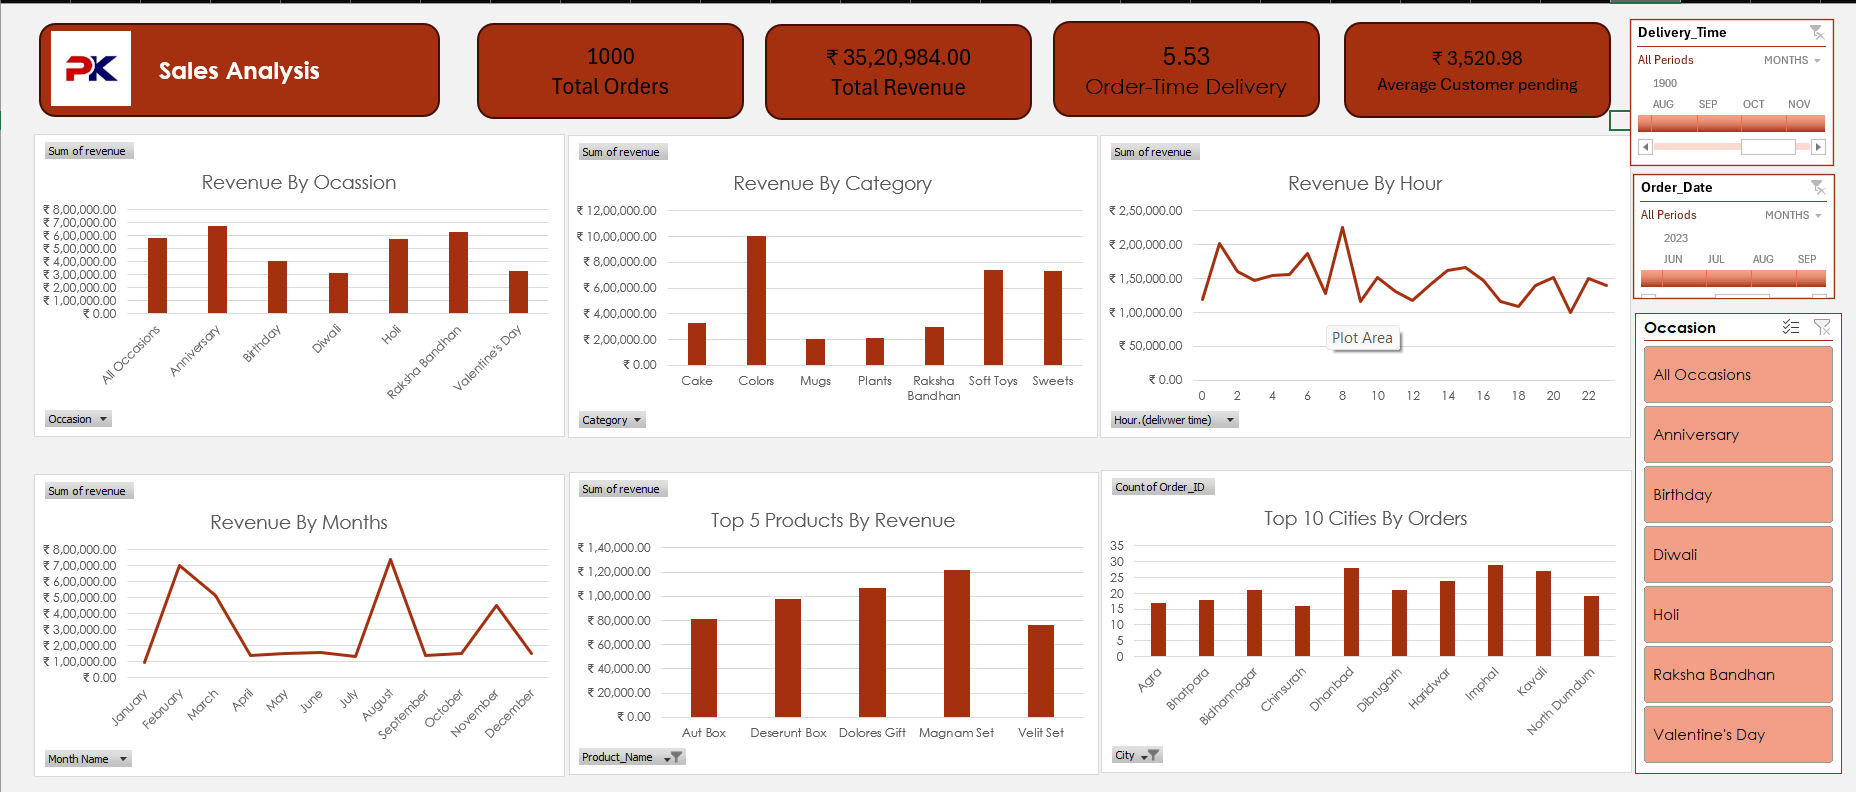 PK
Sales Analysis
1000
Total Orders
₹ 35,20,984.00
Total Revenue
5.53
Order-Time Delivery
₹ 3,520.98
Average Customer pending
Delivery_Time
All Periods
MONTHS
1900
AUG SEP OCT NOV
Order_Date
All Periods
MONTHS
2023
JUN JUL AUG SEP
Occasion
All Occasions
Anniversary
Birthday
Diwali
Holi
Raksha Bandhan
Valentine's Day
Sum of revenue
Revenue By Ocassion
₹ 8,00,000.00
₹ 7,00,000.00
₹ 6,00,000.00
₹ 5,00,000.00
₹ 4,00,000.00
₹ 3,00,000.00
₹ 2,00,000.00
₹ 1,00,000.00
₹ 0.00
All Occasions
Anniversary
Birthday
Diwali
Holi
Raksha Bandhan
Valentine's Day
Occasion
Sum of revenue
Revenue By Category
₹ 12,00,000.00
₹ 10,00,000.00
₹ 8,00,000.00
₹ 6,00,000.00
₹ 4,00,000.00
₹ 2,00,000.00
₹ 0.00
Cake
Colors
Mugs
Plants
Raksha
Bandhan
Soft Toys
Sweets
Category
Sum of revenue
Revenue By Hour
₹ 2,50,000.00
₹ 2,00,000.00
₹ 1,50,000.00
₹ 1,00,000.00
₹ 50,000.00
₹ 0.00
Plot Area
0 2 4 6 8 10 12 14 16 18 20 22
Hour.(delivwer time)
Sum of revenue
Revenue By Months
₹ 8,00,000.00
₹ 7,00,000.00
₹ 6,00,000.00
₹ 5,00,000.00
₹ 4,00,000.00
₹ 3,00,000.00
₹ 2,00,000.00
₹ 1,00,000.00
₹ 0.00
January
February
March
April
May
June
July
August
September
October
November
December
Month Name
Sum of revenue
Top 5 Products By Revenue
₹ 1,40,000.00
₹ 1,20,000.00
₹ 1,00,000.00
₹ 80,000.00
₹ 60,000.00
₹ 40,000.00
₹ 20,000.00
₹ 0.00
Aut Box
Deserunt Box
Dolores Gift
Magnam Set
Velit Set
Product_Name
Count of Order_ID
Top 10 Cities By Orders
35
30
25
20
15
10
5
0
Agra
Bhatpara
Bidhannagar
Chinsurah
Dhanbad
Dibrugarh
Haridwar
Imphal
Kavali
North Dumdum
City